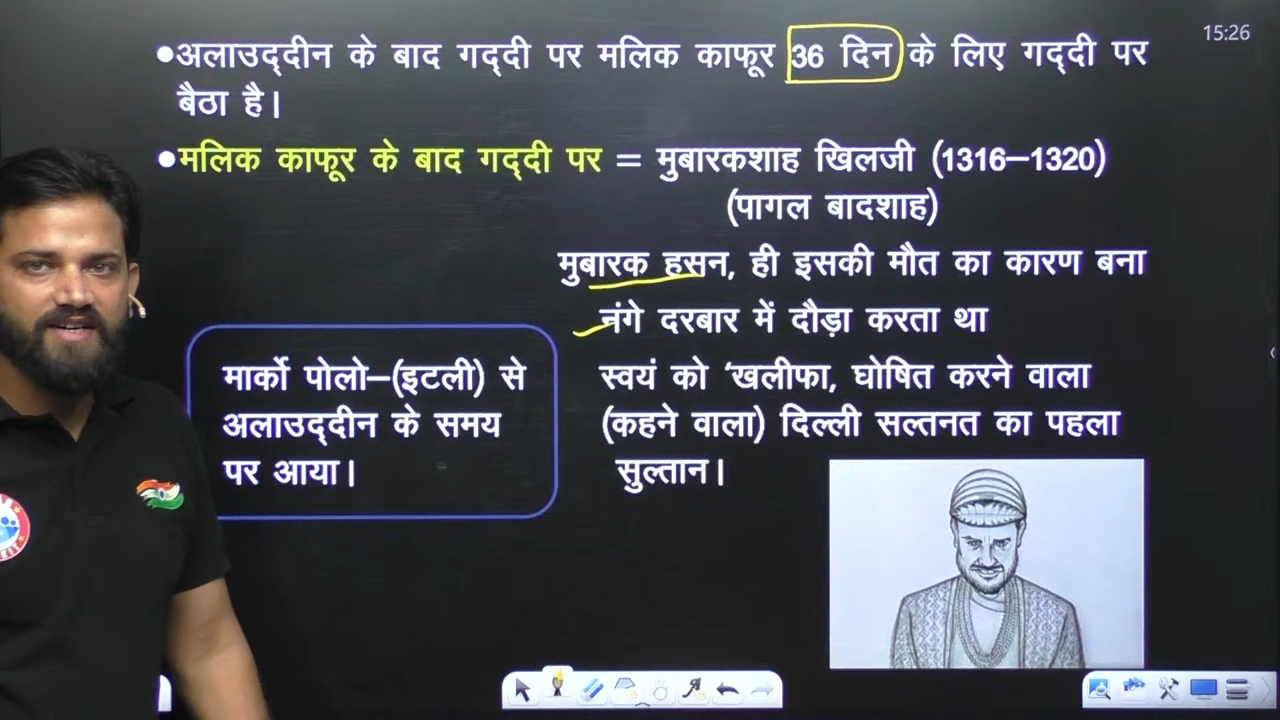 15:26
•अलाउद्दीन के बाद गद्दी पर मलिक काफूर 36 दिन के लिए गद्दी पर
बैठा है।
•मलिक काफूर के बाद गद्दी पर = मुबारकशाह खिलजी (1316–1320)
(पागल बादशाह)
मुबारक हसन, ही इसकी मौत का कारण बना
नंगे दरबार में दौड़ा करता था
स्वयं को ‘खलीफा, घोषित करने वाला
(कहने वाला) दिल्ली सल्तनत का पहला
सुल्तान।
मार्को पोलो–(इटली) से
अलाउद्दीन के समय
पर आया।